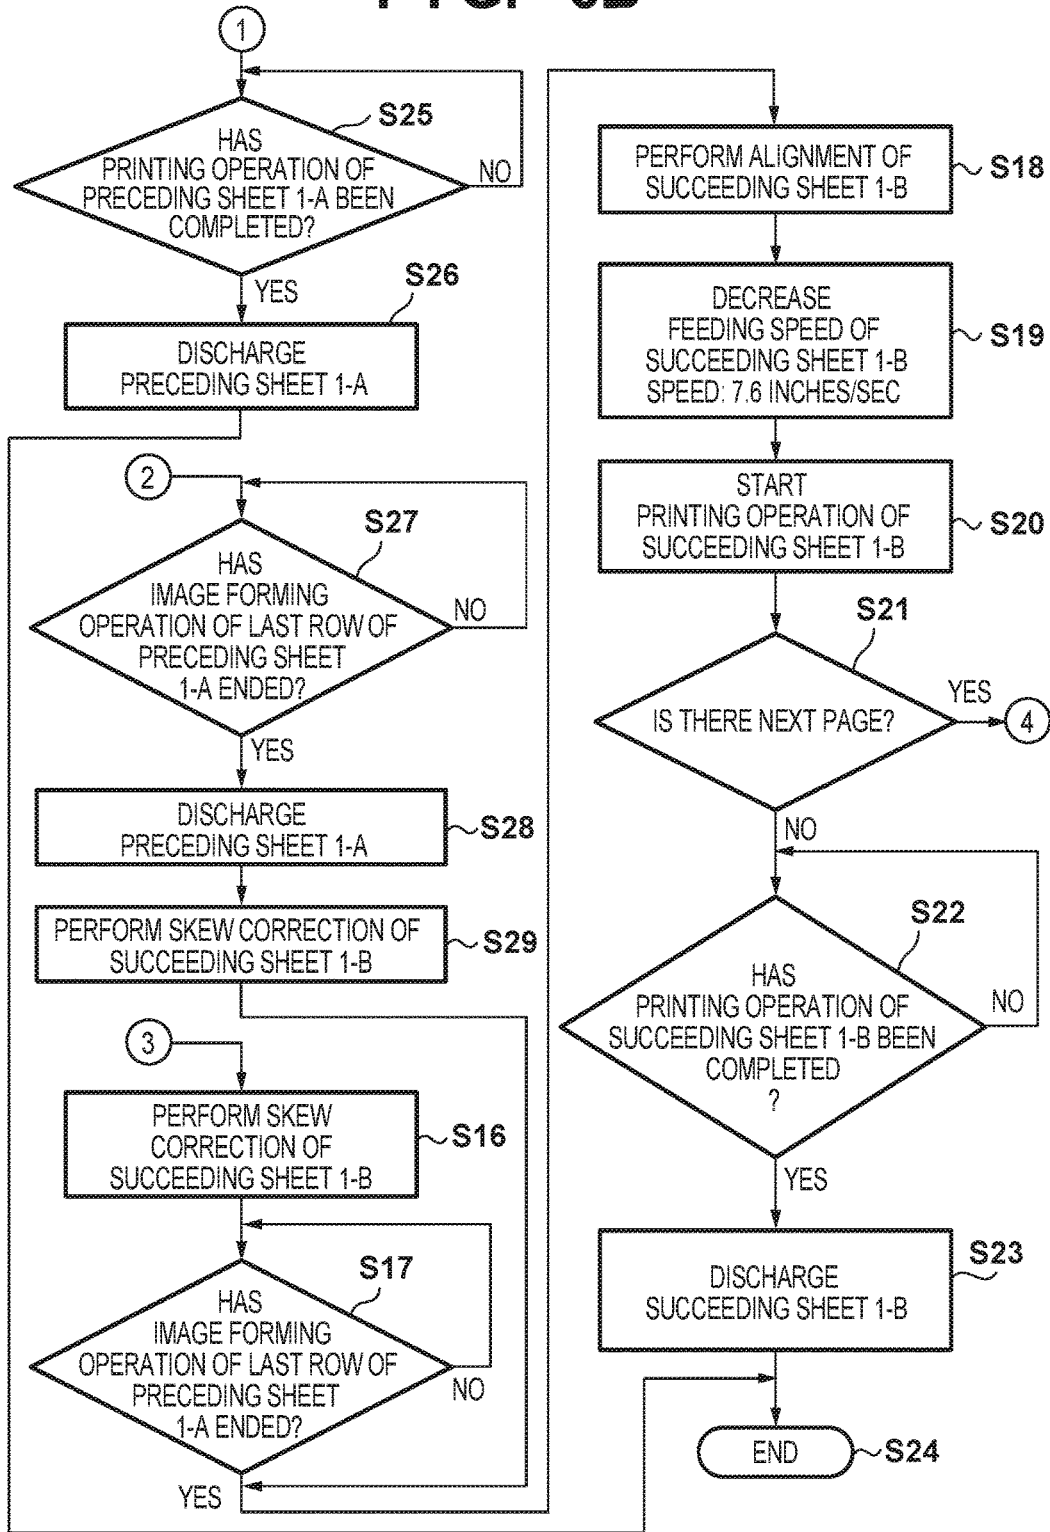 1
S25
HAS
PRINTING OPERATION OF
PRECEDING SHEET 1-A BEEN
COMPLETED?
NO
YES
S26
DISCHARGE
PRECEDING SHEET 1-A
2
S27
HAS
IMAGE FORMING
OPERATION OF LAST ROW OF
PRECEDING SHEET
1-A ENDED?
NO
YES
DISCHARGE
PRECEDING SHEET 1-A
S28
PERFORM SKEW CORRECTION OF
SUCCEEDING SHEET 1-B
S29
3
PERFORM SKEW
CORRECTION OF
SUCCEEDING SHEET 1-B
S16
S17
HAS
IMAGE FORMING
OPERATION OF LAST ROW OF
PRECEDING SHEET
1-A ENDED?
NO
YES
PERFORM ALIGNMENT OF
SUCCEEDING SHEET 1-B
S18
DECREASE
FEEDING SPEED OF
SUCCEEDING SHEET 1-B
SPEED: 7.6 INCHES/SEC
S19
START
PRINTING OPERATION OF
SUCCEEDING SHEET 1-B
S20
S21
IS THERE NEXT PAGE?
YES
4
NO
S22
HAS
PRINTING OPERATION OF
SUCCEEDING SHEET 1-B BEEN
COMPLETED
?
NO
YES
S23
DISCHARGE
SUCCEEDING SHEET 1-B
END
S24